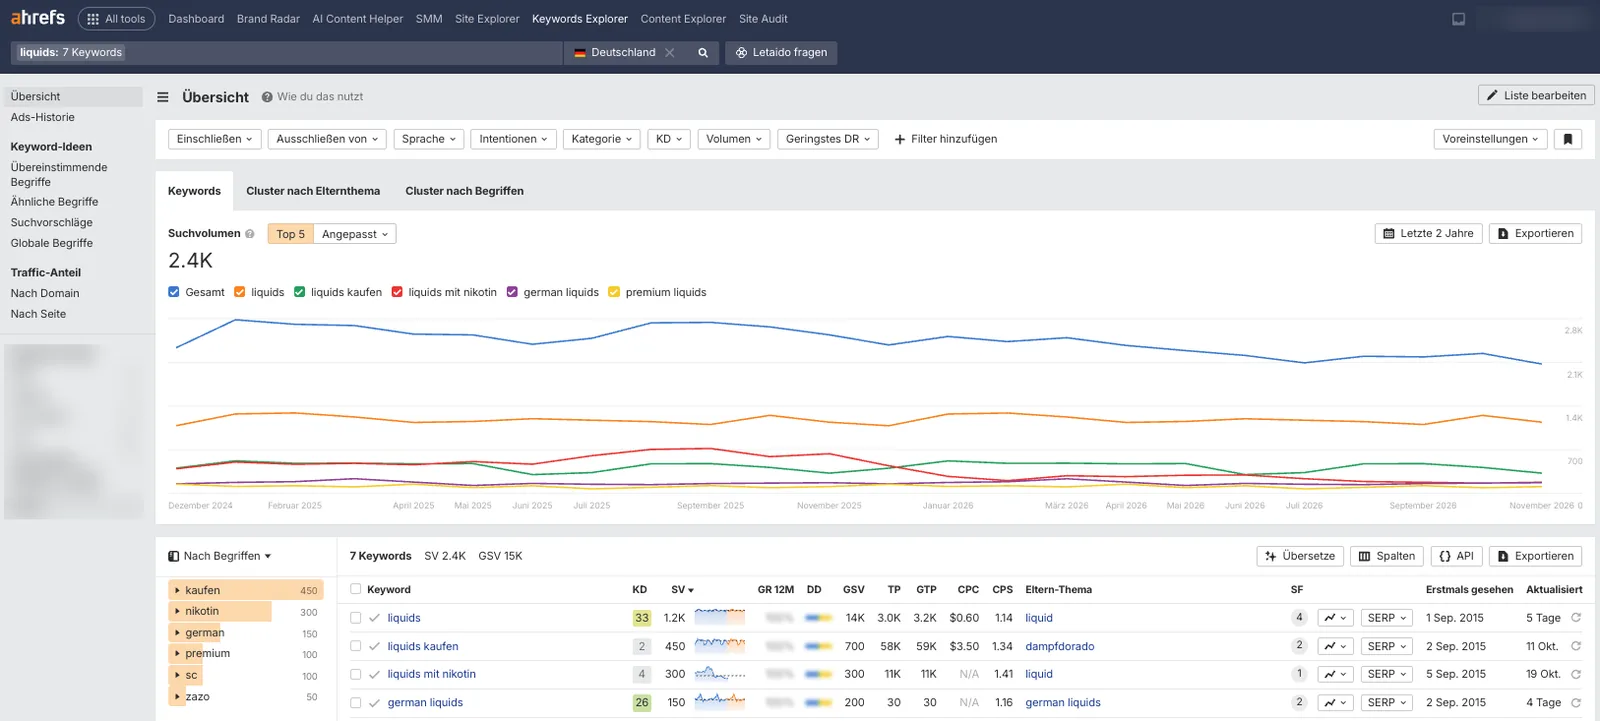 ahrefs All tools Dashboard Brand Radar AI Content Helper SMM Site Explorer Keywords Explorer Content Explorer Site Audit
liquids: 7 Keywords Deutschland Letaido fragen
Übersicht
Ads-Historie
Keyword-Ideen
Übereinstimmende
Begriffe
Ähnliche Begriffe
Suchvorschläge
Globale Begriffe
Traffic-Anteil
Nach Domain
Nach Seite
Übersicht Wie du das nutzt Liste bearbeiten
Einschließen Ausschließen von Sprache Intentionen Kategorie KD Volumen Geringstes DR Filter hinzufügen Voreinstellungen
Keywords Cluster nach Elternthema Cluster nach Begriffen
Suchvolumen Top 5 Angepasst Letzte 2 Jahre Exportieren
2.4K
Gesamt liquids liquids kaufen liquids mit nikotin german liquids premium liquids
2.8K
2.1K
1.4K
700
Dezember 2024 Februar 2025 April 2025 Mai 2025 Juni 2025 Juli 2025 September 2025 November 2025 Januar 2026 März 2026 April 2026 Mai 2026 Juni 2026 Juli 2026 September 2026 November 2026 0
Nach Begriffen
kaufen 450
nikotin 300
german 150
premium 100
sc 100
zazo 50
7 Keywords SV 2.4K GSV 15K Übersetze Spalten API Exportieren
Keyword KD SV GR 12M DD GSV TP GTP CPC CPS Eltern-Thema SF Erstmals gesehen Aktualisiert
liquids 33 1.2K 14K 3.0K 3.2K $0.60 1.14 liquid 4 SERP 1 Sep. 2015 5 Tage
liquids kaufen 2 450 700 58K 59K $3.50 1.34 dampfdorado 2 SERP 2 Sep. 2015 11 Okt.
liquids mit nikotin 4 300 300 11K 11K N/A 1.41 liquid 1 SERP 5 Sep. 2015 19 Okt.
german liquids 26 150 200 30 30 N/A 1.16 german liquids 2 SERP 2 Sep. 2015 4 Tage